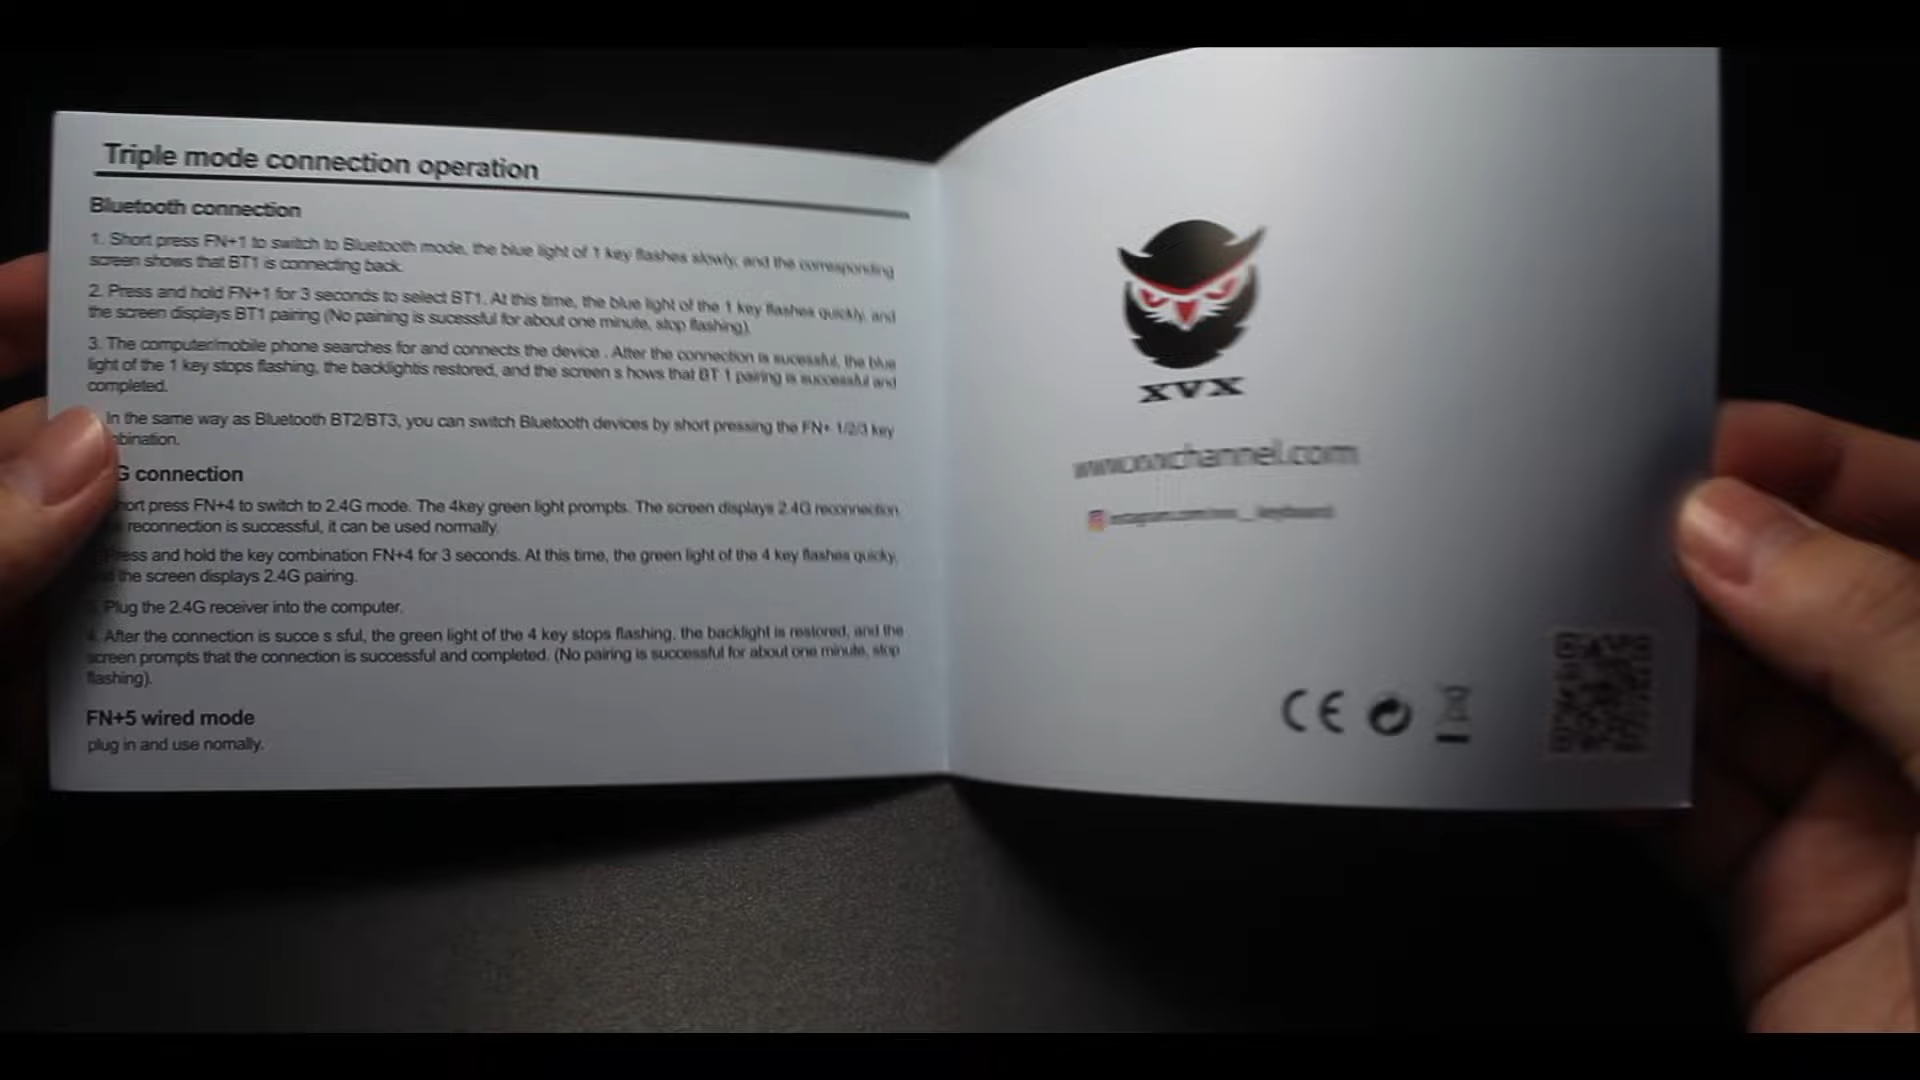 Triple mode connection operation
Bluetooth connection
1. Short press FN+1 to switch to Bluetooth mode, the blue light of 1 key flashes slowly, and the corresponding
screen shows that BT1 is connecting back.
2. Press and hold FN+1 for 3 seconds to select BT1. At this time, the blue light of the 1 key flashes quickly, and
the screen displays BT1 pairing (No pairing is sucessful for about one minute, stop flashing).
3. The computer/mobile phone searches for and connects the device . After the connection is sucessful, the blue
light of the 1 key stops flashing, the backlightis restored, and the screen s hows that BT 1 pairing is successful and
completed.
In the same way as Bluetooth BT2/BT3, you can switch Bluetooth devices by short pressing the FN+ 1/2/3 key
bination.
G connection
hort press FN+4 to switch to 2.4G mode. The 4key green light prompts. The screen displays 2.4G reconnection
reconnection is successful, it can be used normally.
ress and hold the key combination FN+4 for 3 seconds. At this time, the green light of the 4 key flashes quicky,
the screen displays 2.4G pairing.
Plug the 2.4G receiver into the computer.
4. After the connection is succe s sful, the green light of the 4 key stops flashing, the backlight is restored, and the
screen prompts that the connection is successful and completed. (No pairing is successful for about one minute, stop
flashing).
FN+5 wired mode
plug in and use nomally.
XVX
www.xvxchannel.com
CE